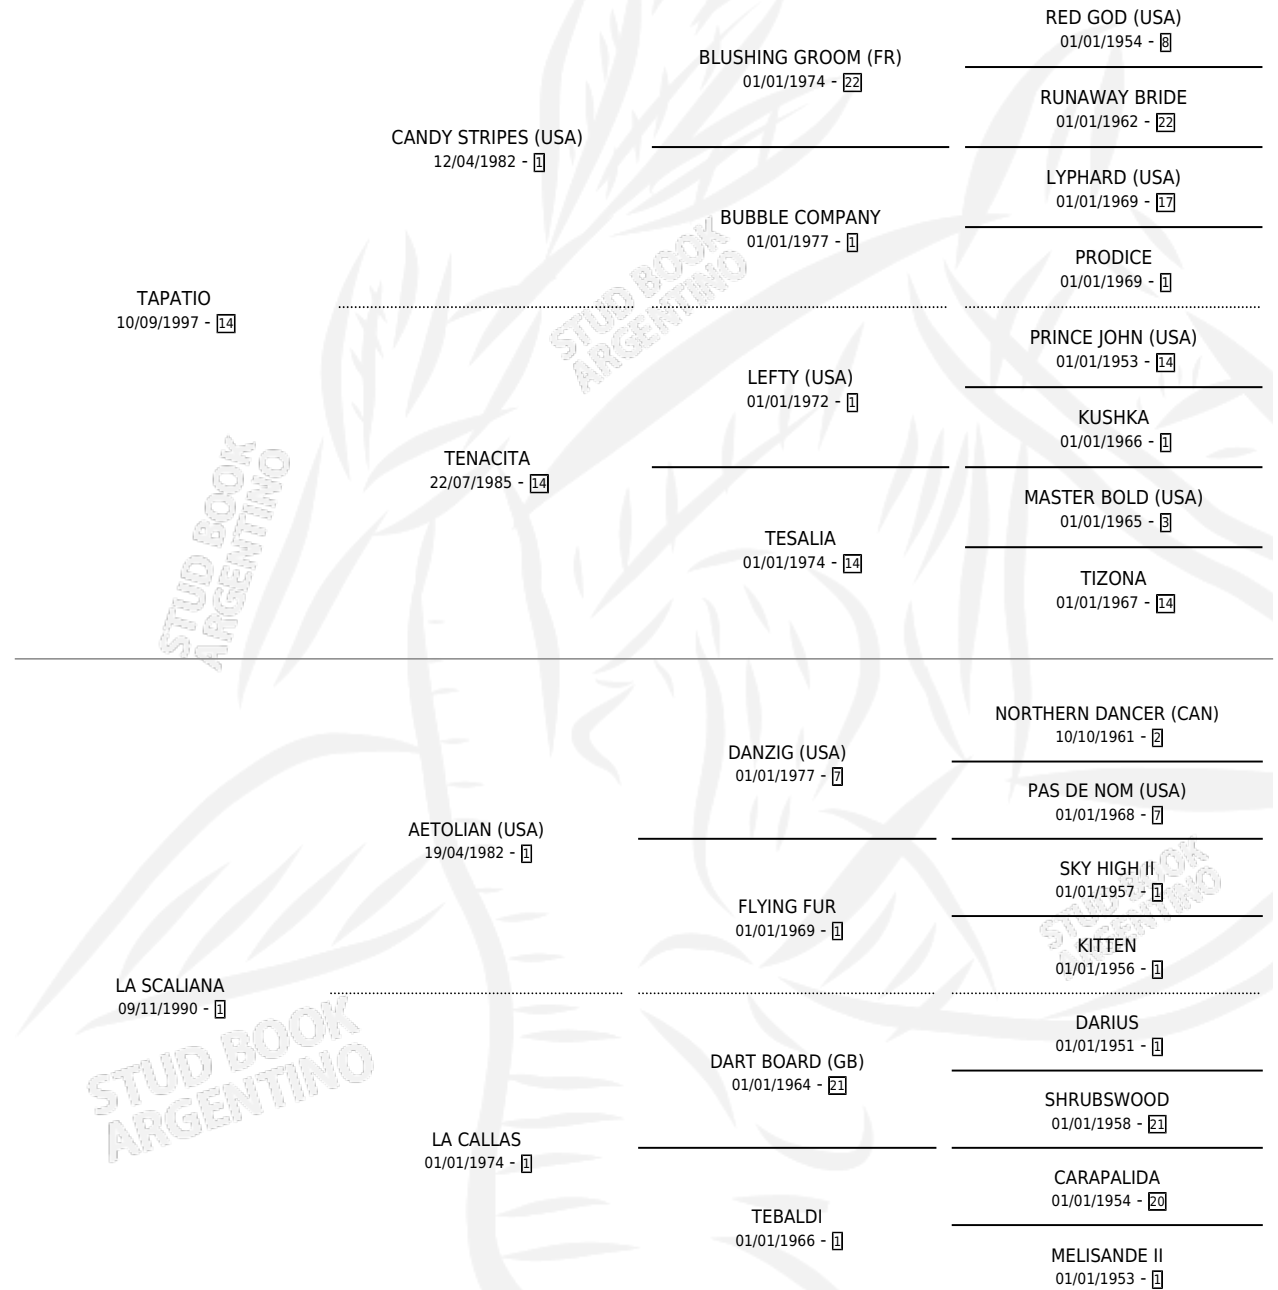 RED GOD (USA)
01/01/1954 - 8
BLUSHING GROOM (FR)
01/01/1974 - 22
RUNAWAY BRIDE
01/01/1962 - 22
CANDY STRIPES (USA)
12/04/1982 - 1
LYPHARD (USA)
01/01/1969 - 17
BUBBLE COMPANY
01/01/1977 - 1
PRODICE
01/01/1969 - 1
STUD BOOK
ARGENTINO
TAPATIO
10/09/1997 - 14
PRINCE JOHN (USA)
01/01/1953 - 14
LEFTY (USA)
01/01/1972 - 1
KUSHKA
01/01/1966 - 1
TENACITA
22/07/1985 - 14
MASTER BOLD (USA)
01/01/1965 - 3
TESALIA
01/01/1974 - 14
TIZONA
01/01/1967 - 14
STUD BOOK
ARGENTINO
NORTHERN DANCER (CAN)
10/10/1961 - 2
DANZIG (USA)
01/01/1977 - 7
PAS DE NOM (USA)
01/01/1968 - 7
AETOLIAN (USA)
19/04/1982 - 1
SKY HIGH II
01/01/1957 - 1
FLYING FUR
01/01/1969 - 1
KITTEN
01/01/1956 - 1
STUD BOOK
ARGENTINO
LA SCALIANA
09/11/1990 - 1
DARIUS
01/01/1951 - 1
DART BOARD (GB)
01/01/1964 - 21
SHRUBSWOOD
01/01/1958 - 21
STUD BOOK
ARGENTINO
LA CALLAS
01/01/1974 - 1
CARAPALIDA
01/01/1954 - 20
TEBALDI
01/01/1966 - 1
MELISANDE II
01/01/1953 - 1